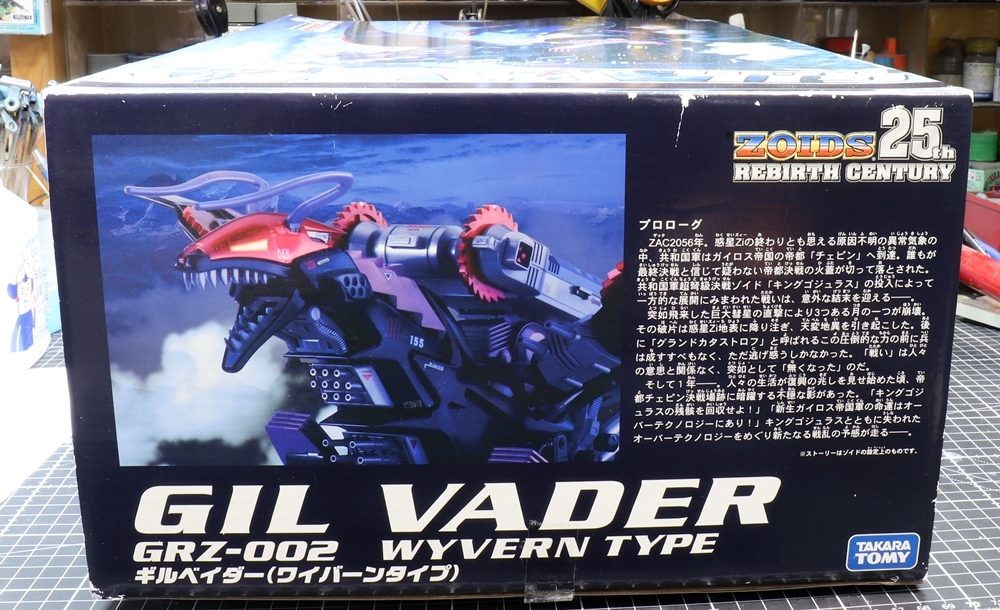 ZOIDS 25th
REBIRTH CENTURY
プロローグ
ZAC2056年。惑星Ziの終わりとも思える原因不明の異常気象の
中、共和国軍はガイロス帝国の帝都「チェピン」へ到達。誰もが
最終決戦と信じて疑わない帝都決戦の火蓋が切って落とされた。
共和国軍超弩級決戦ゾイド「キングゴジュラス」の投入によって
一方的な展開にみまわれた戦いは、意外な結末を迎える――
突如飛来した巨大彗星の直撃により3つある月の一つが崩壊。
その破片は惑星Zi地表に降り注ぎ、天変地異を引き起こした。後
に「グランドカタストロフ」と呼ばれるこの圧倒的な力の前に兵
は成すすべもなく、ただ逃げ惑うしかなかった。「戦い」は人々
の意思と関係なく、突如として「無くなった」のだ。
そして1年――。人々の生活が復興の兆しを見せ始めた頃、帝
都チェピン決戦場跡に暗躍する不穏な影があった。「キングゴジ
ュラスの残骸を回収せよ！」「新生ガイロス帝国軍の命運はオー
バーテクノロジーにあり！」キングゴジュラスとともに失われた
オーバーテクノロジーをめぐり新たなる戦乱の予感が走る――。
※ストーリーはゾイドの設定上のものです。
155
GIL VADER
GRZ-002 WYVERN TYPE
ギルベイダー(ワイバーンタイプ)
TAKARA
TOMY